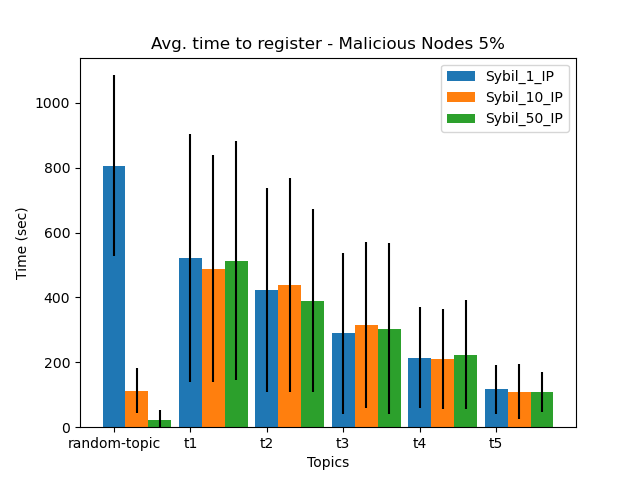 Avg. time to register - Malicious Nodes 5%
Sybil_1_IP
Sybil_10_IP
Sybil_50_IP
Time (sec)
1000
800
600
400
200
0
random-topic t1 t2 t3 t4 t5
Topics